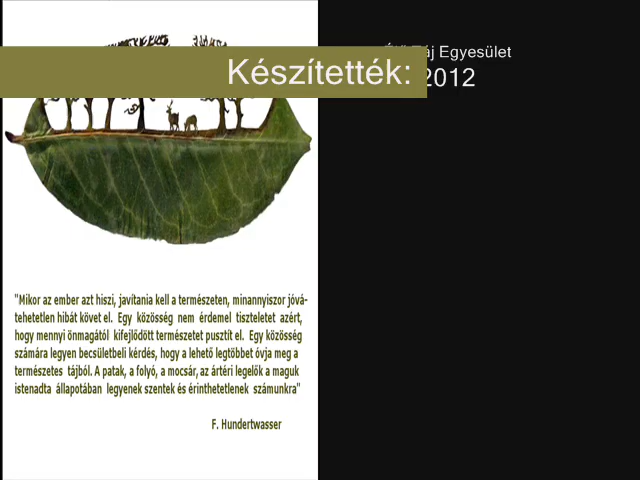 Készítették:
Egyesület
2012
"Mikor az ember azt hiszi, javítania kell a természeten, minannyiszor jóvá-
tehetetlen hibát követ el. Egy közösség nem érdemel tiszteletet azért,
hogy mennyi önmagától kifejlődött természetet pusztít el. Egy közösség
számára legyen becsületbeli kérdés, hogy a lehető legtöbbet óvja meg a
természetes tájból. A patak, a folyó, a mocsár, az ártéri legelők a maguk
istenadta állapotában legyenek szentek és érinthetetlenek számunkra"
F. Hundertwasser